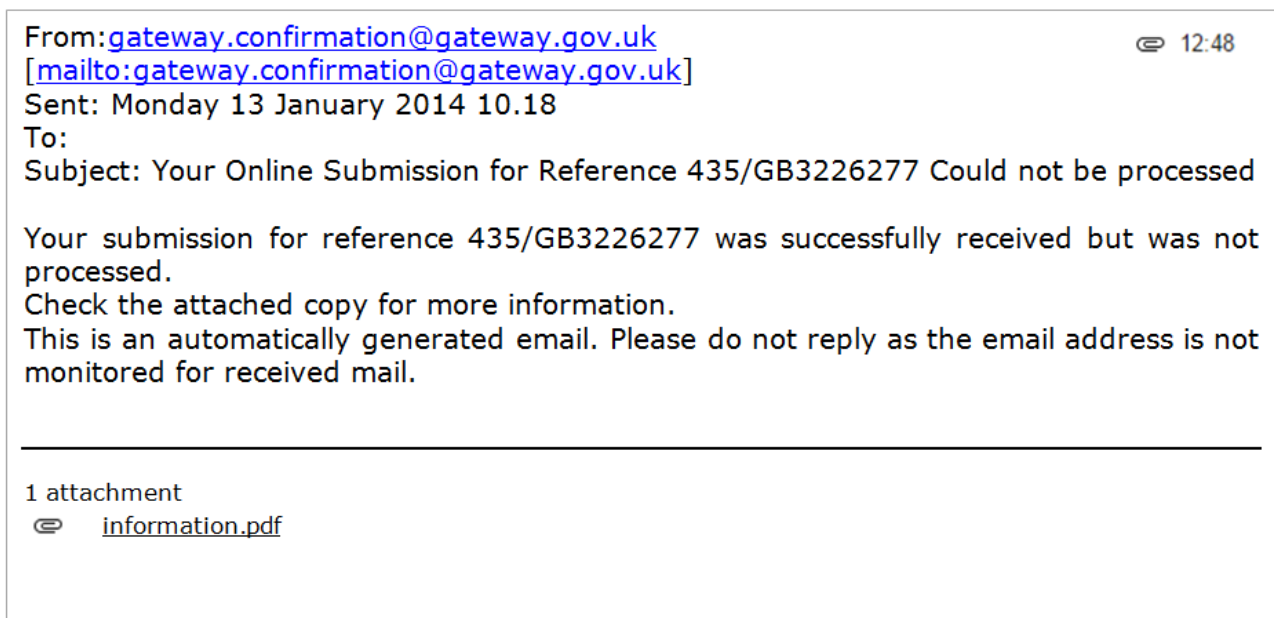 From:gateway.confirmation@gateway.gov.uk 12:48
[mailto:gateway.confirmation@gateway.gov.uk]
Sent: Monday 13 January 2014 10.18
To:
Subject: Your Online Submission for Reference 435/GB3226277 Could not be processed
Your submission for reference 435/GB3226277 was successfully received but was not
processed.
Check the attached copy for more information.
This is an automatically generated email. Please do not reply as the email address is not
monitored for received mail.
1 attachment
information.pdf